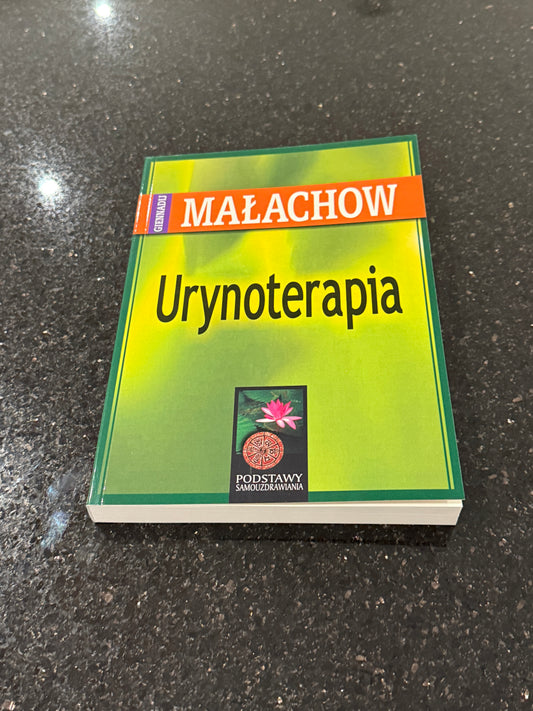 GIENNADIJ
MAŁACHOW
Urynoterapia
PODSTAWY
SAMOUZDRAWIANIA